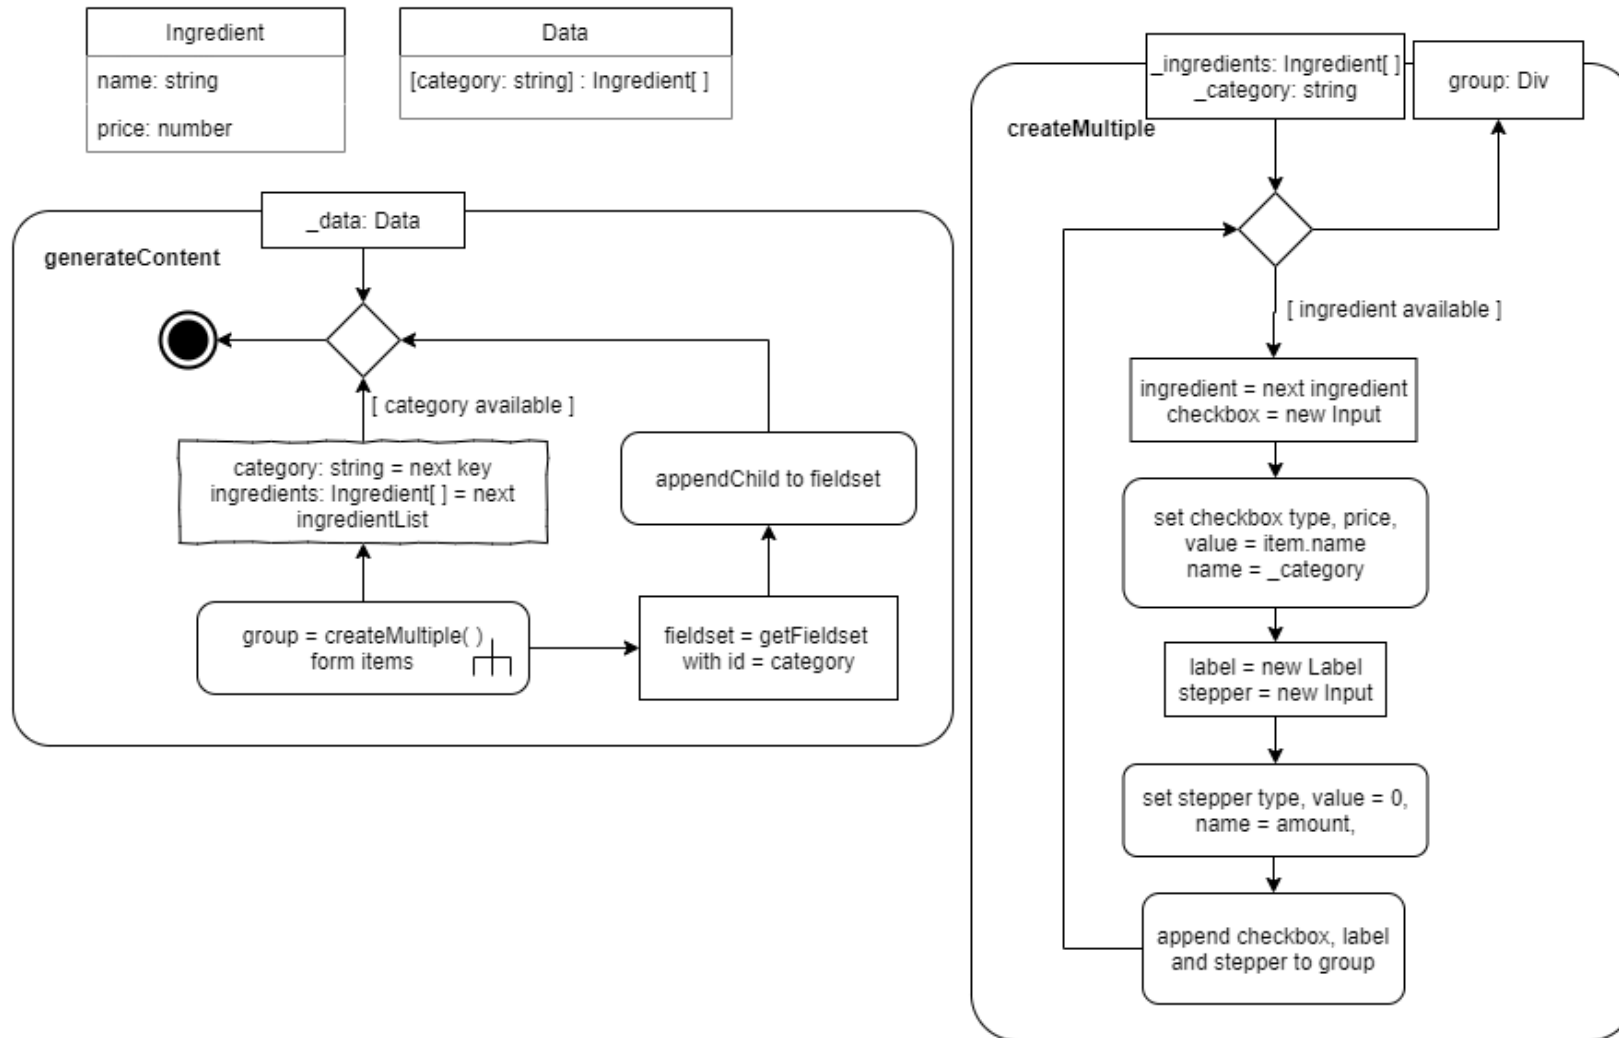 Ingredient
name: string
price: number
Data
[category: string] : Ingredient[ ]
generateContent
_data: Data
[ category available ]
category: string = next key
ingredients: Ingredient[ ] = next
ingredientList
group = createMultiple( )
form items
fieldset = getFieldset
with id = category
appendChild to fieldset
createMultiple
_ingredients: Ingredient[ ]
_category: string
group: Div
[ ingredient available ]
ingredient = next ingredient
checkbox = new Input
set checkbox type, price,
value = item.name
name = _category
label = new Label
stepper = new Input
set stepper type, value = 0,
name = amount,
append checkbox, label
and stepper to group